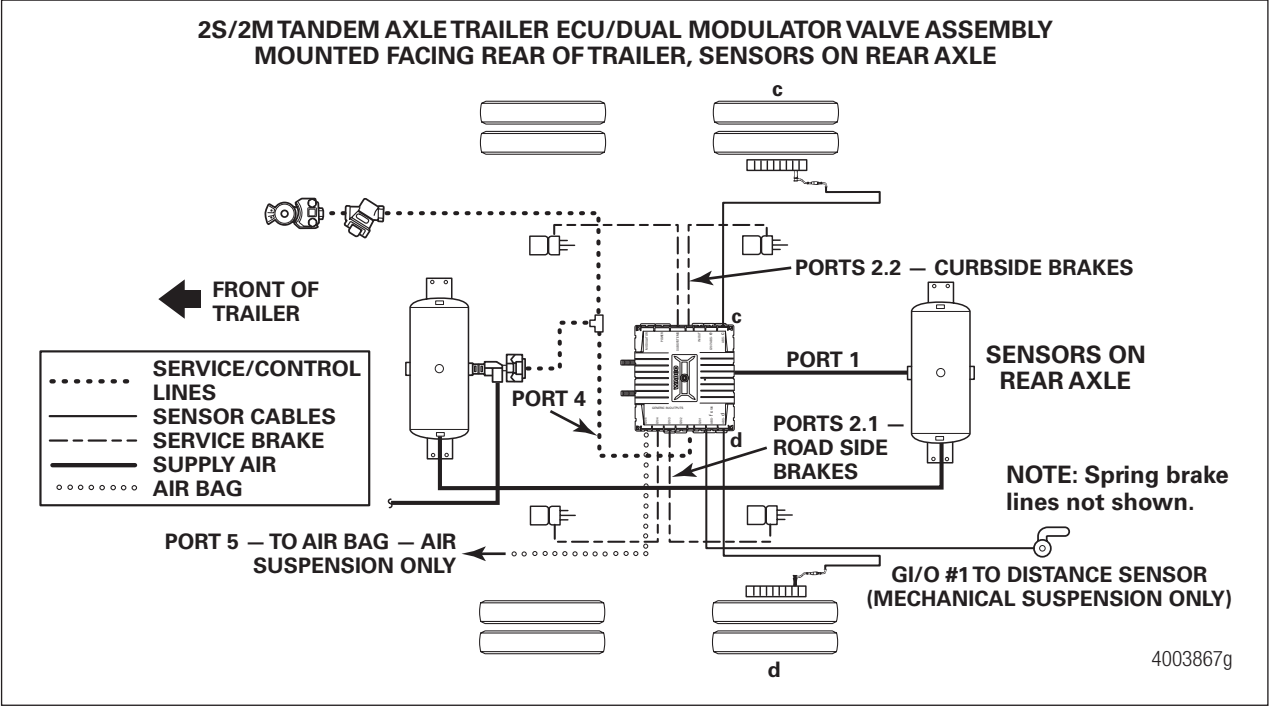 2S/2M TANDEM AXLE TRAILER ECU/DUAL MODULATOR VALVE ASSEMBLY
MOUNTED FACING REAR OF TRAILER, SENSORS ON REAR AXLE
c
PORTS 2.2 — CURBSIDE BRAKES
FRONT OF
TRAILER
c
SERVICE/CONTROL
LINES
SENSOR CABLES
SERVICE BRAKE
SUPPLY AIR
AIR BAG
PORT 1
SENSORS ON
REAR AXLE
PORT 4
d
PORTS 2.1 —
ROAD SIDE
BRAKES
NOTE: Spring brake
lines not shown.
PORT 5 — TO AIR BAG — AIR
SUSPENSION ONLY
GI/O #1 TO DISTANCE SENSOR
(MECHANICAL SUSPENSION ONLY)
d
4003867g